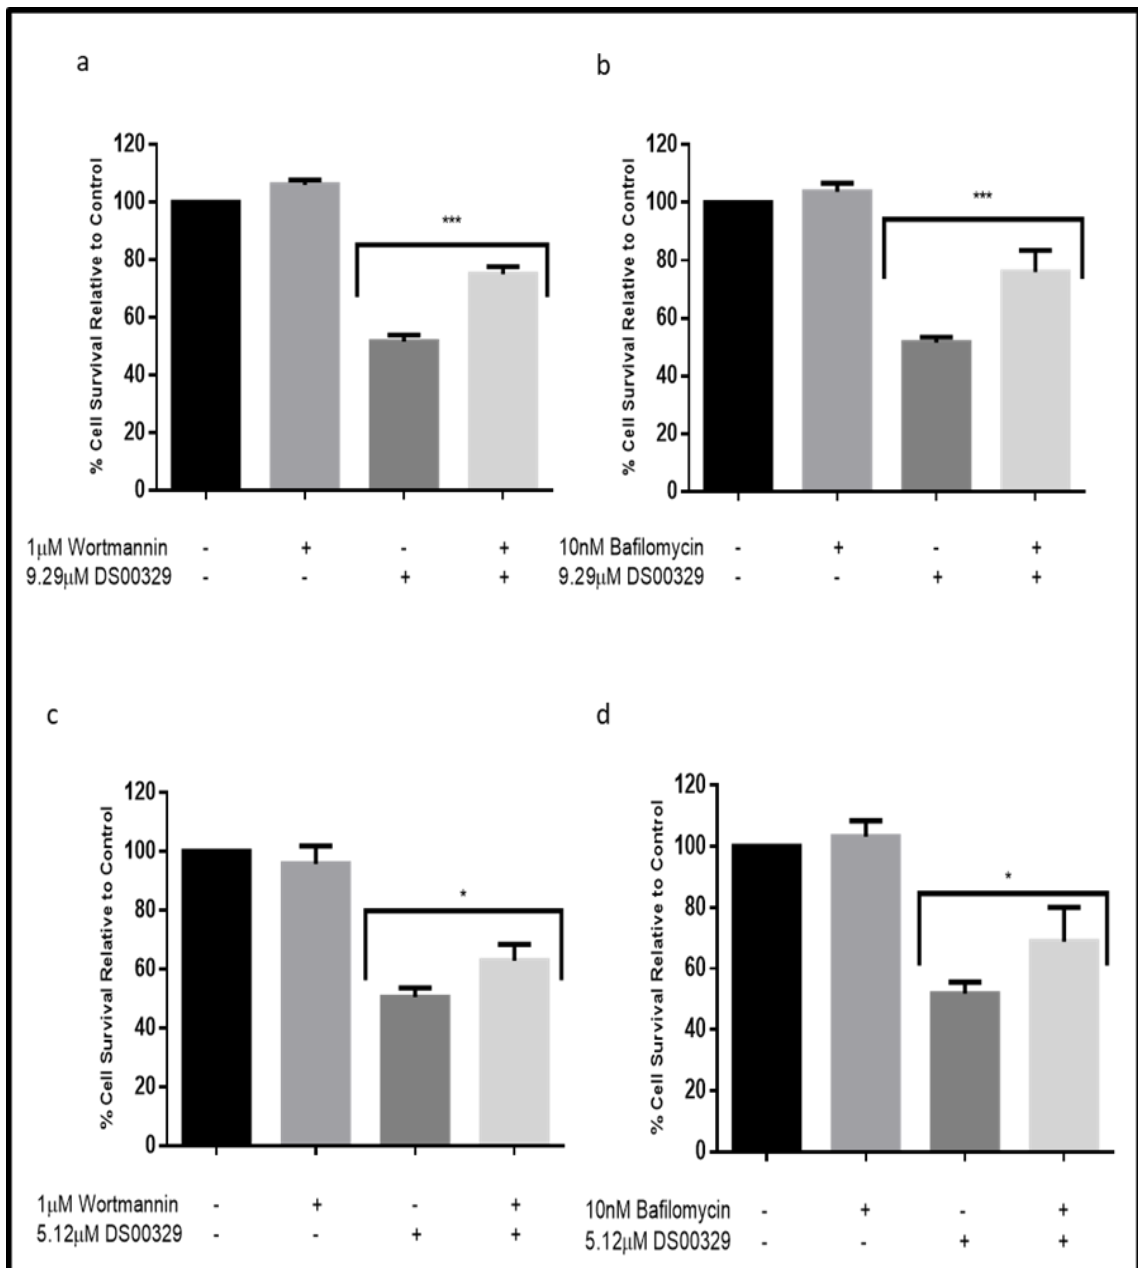 a
% Cell Survival Relative to Control
120
100
80
60
40
20
0
***
1μM Wortmannin - + - +
9.29μM DS00329 - - + +
b
% Cell Survival Relative to Control
120
100
80
60
40
20
0
***
10nM Bafilomycin - + - +
9.29μM DS00329 - - + +
c
% Cell Survival Relative to Control
120
100
80
60
40
20
0
*
1μM Wortmannin - + - +
5.12μM DS00329 - - + +
d
% Cell Survival Relative to Control
120
100
80
60
40
20
0
*
10nM Bafilomycin - + - +
5.12μM DS00329 - - + +